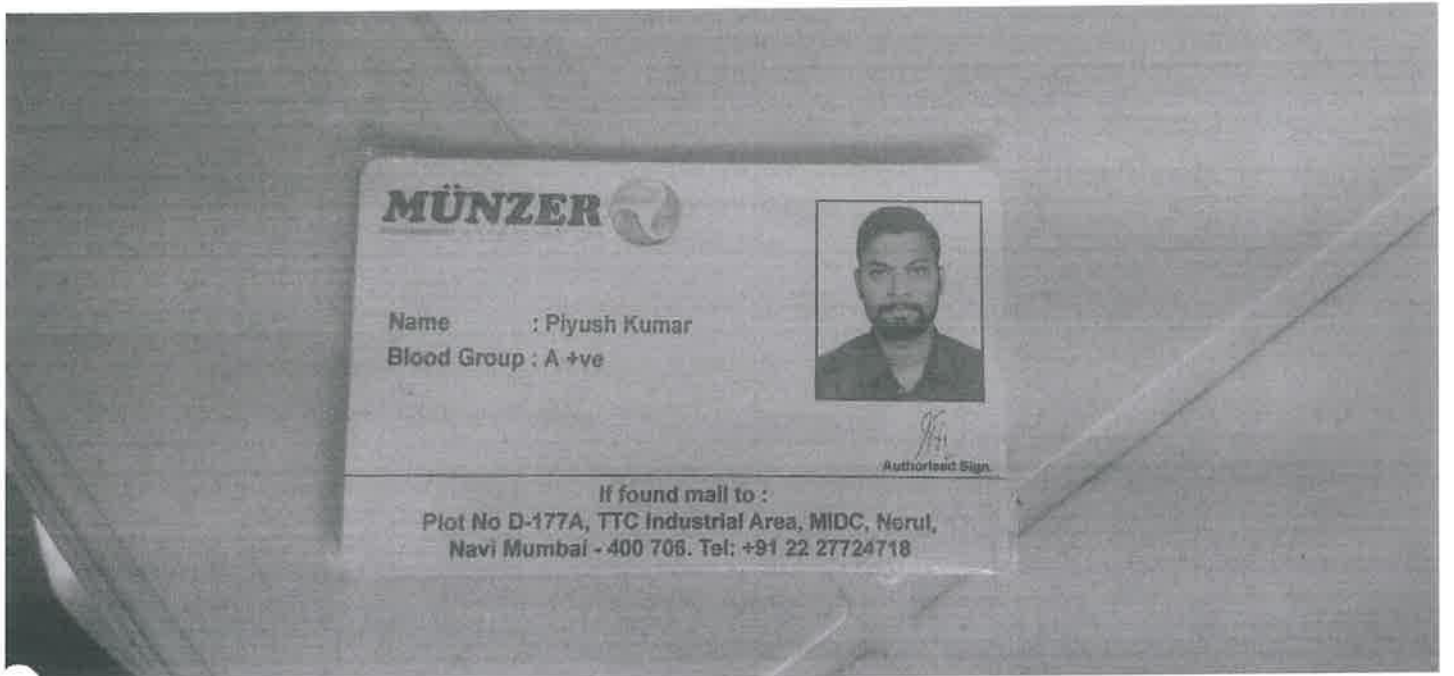 MÜNZER
Name : Piyush Kumar
Blood Group : A +ve
Authorised Sign.
If found mail to :
Plot No D-177A, TTC Industrial Area, MIDC, Nerul,
Navi Mumbai - 400 706. Tel: +91 22 27724718